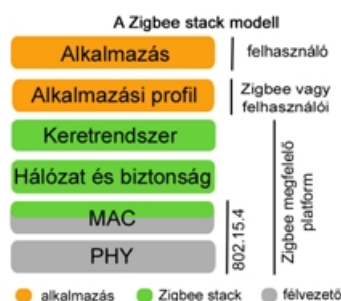 A Zigbee stack modell
Alkalmazás
felhasználó
Alkalmazási profil
Zigbee vagy
felhasználói
Keretrendszer
Hálózat és biztonság
MAC
PHY
802.15.4
Zigbee megfelelő
platform
alkalmazás
Zigbee stack
félvezető